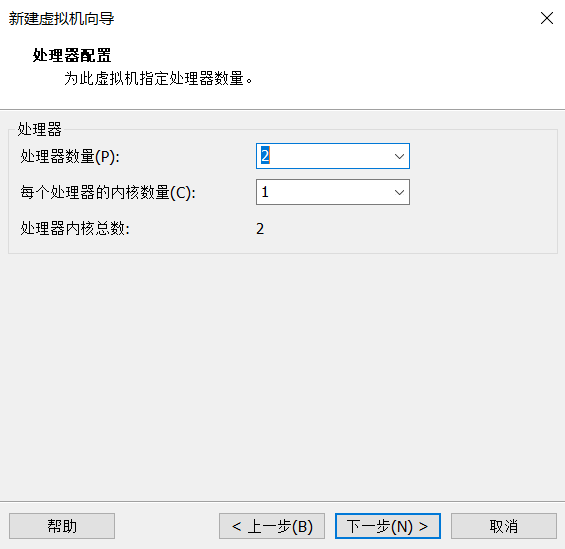 新建虚拟机向导
处理器配置
为此虚拟机指定处理器数量。
处理器
处理器数量(P): 2
每个处理器的内核数量(C): 1
处理器内核总数: 2
帮助 < 上一步(B) 下一步(N) > 取消